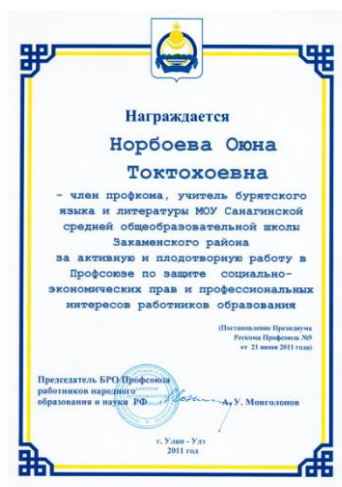 Награждается
Норбоева Оюна
Токтохоевна
- член профкома, учитель бурятского
языка и литературы МОУ Санагинской
средней общеобразовательной школы
Закаменского района
за активную и плодотворную работу в
Профсоюзе по защите социально-
экономических прав и профессиональных
интересов работников образования
(Постановление Президиума
Рескома Профсоюза №9
от 21 июня 2011 года)
Председатель БРО Профсоюза
работников народного
образования и науки РФ
А. У. Монголонов
г. Улан - Удэ
2011 год